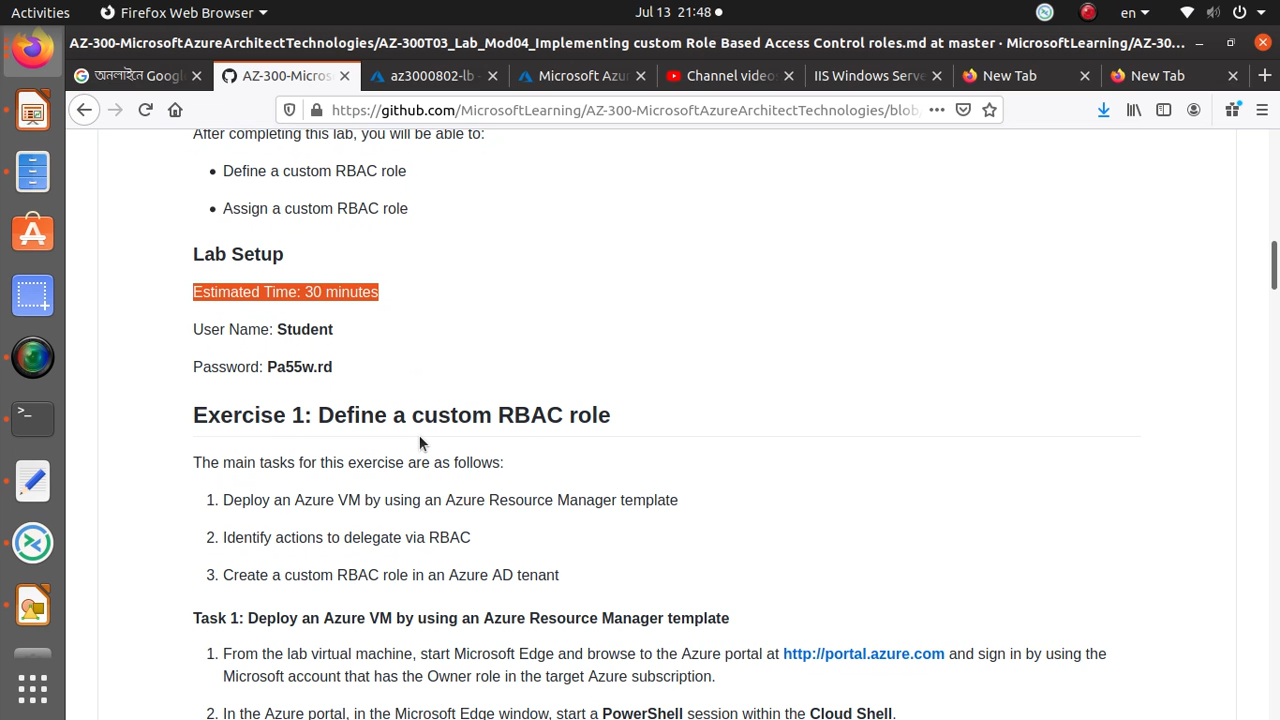 Activities
Firefox Web Browser
Jul 13 21:48
en
AZ-300-MicrosoftAzureArchitectTechnologies/AZ-300T03_Lab_Mod04_Implementing custom Role Based Access Control roles.md at master · MicrosoftLearning/AZ-30...
অনলাইন Googl
AZ-300-Micros
az3000802-lb -
Microsoft Azu
Channel video
IIS Windows Serve
New Tab
New Tab
https://github.com/MicrosoftLearning/AZ-300-MicrosoftAzureArchitectTechnologies/blob
After completing this lab, you will be able to:
• Define a custom RBAC role
• Assign a custom RBAC role
Lab Setup
Estimated Time: 30 minutes
User Name: Student
Password: Pa55w.rd
Exercise 1: Define a custom RBAC role
The main tasks for this exercise are as follows:
1. Deploy an Azure VM by using an Azure Resource Manager template
2. Identify actions to delegate via RBAC
3. Create a custom RBAC role in an Azure AD tenant
Task 1: Deploy an Azure VM by using an Azure Resource Manager template
1. From the lab virtual machine, start Microsoft Edge and browse to the Azure portal at http://portal.azure.com and sign in by using the
Microsoft account that has the Owner role in the target Azure subscription.
2. In the Azure portal, in the Microsoft Edge window, start a PowerShell session within the Cloud Shell.